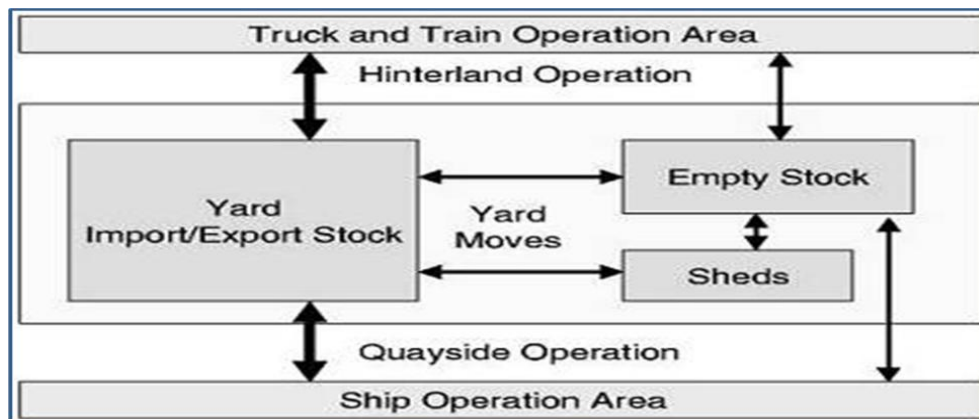 Truck and Train Operation Area
Hinterland Operation
Yard
Import/Export Stock
Yard
Moves
Empty Stock
Sheds
Quayside Operation
Ship Operation Area